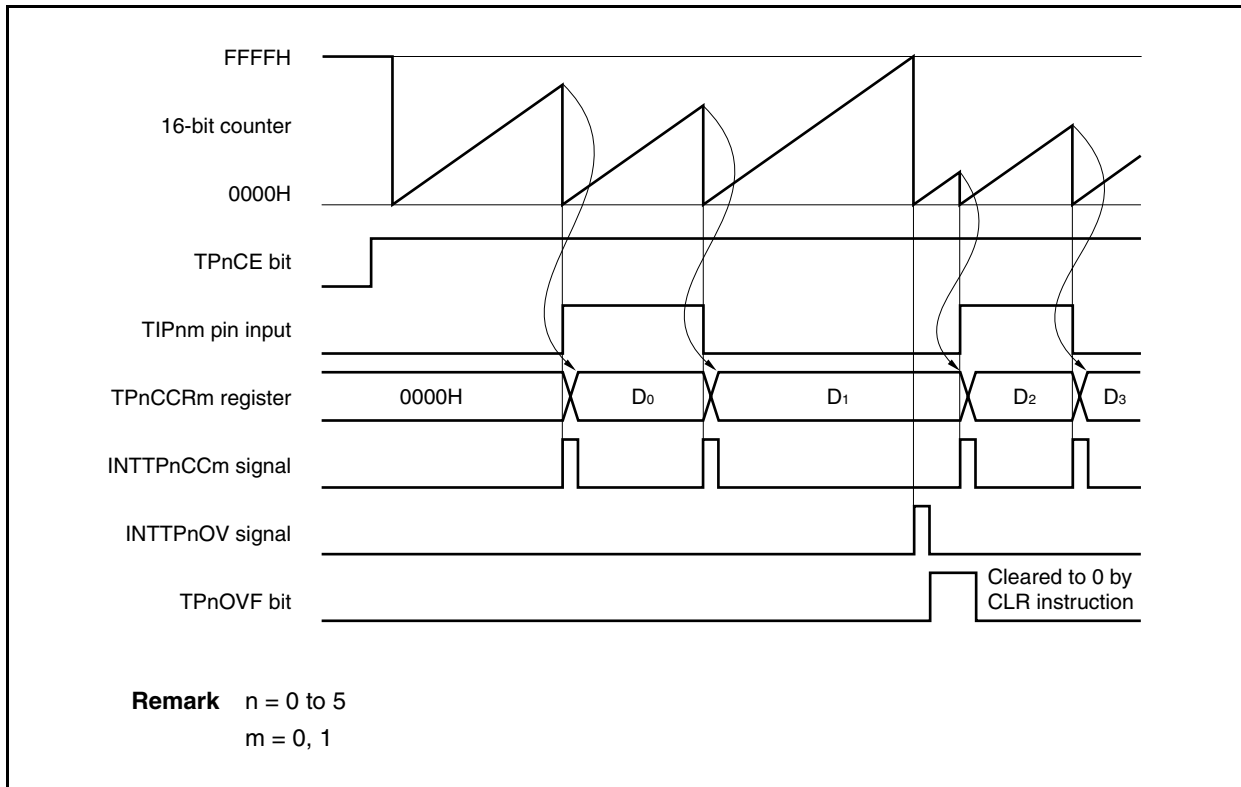 FFFFH
16-bit counter
0000H
TPnCE bit
TIPnm pin input
TPnCCRm register
0000H
D₀
D₁
D₂
D₃
INTTPnCCm signal
INTTPnOV signal
TPnOVF bit
Cleared to 0 by
CLR instruction
Remark n = 0 to 5
m = 0, 1